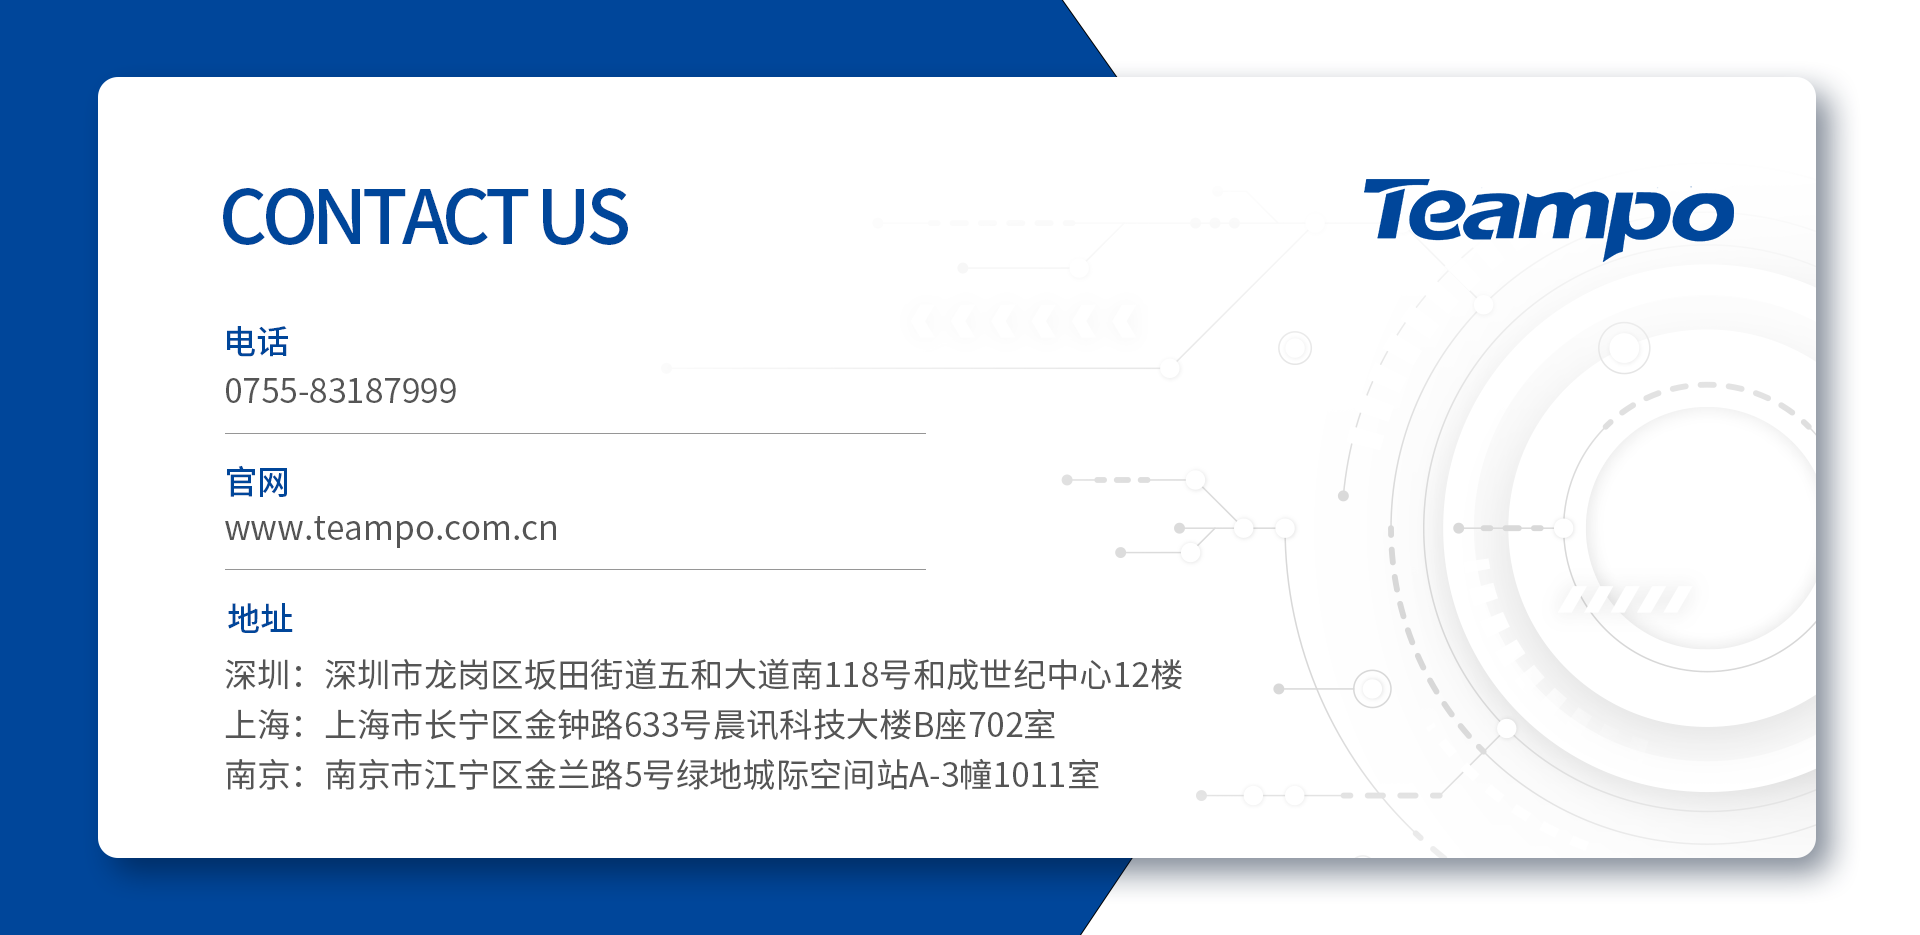 CONTACT US
Teampo
电话
0755-83187999
官网
www.teampo.com.cn
地址
深圳：深圳市龙岗区坂田街道五和大道南118号和成世纪中心12楼
上海：上海市长宁区金钟路633号晨讯科技大楼B座702室
南京：南京市江宁区金兰路5号绿地城际空间站A-3幢1011室